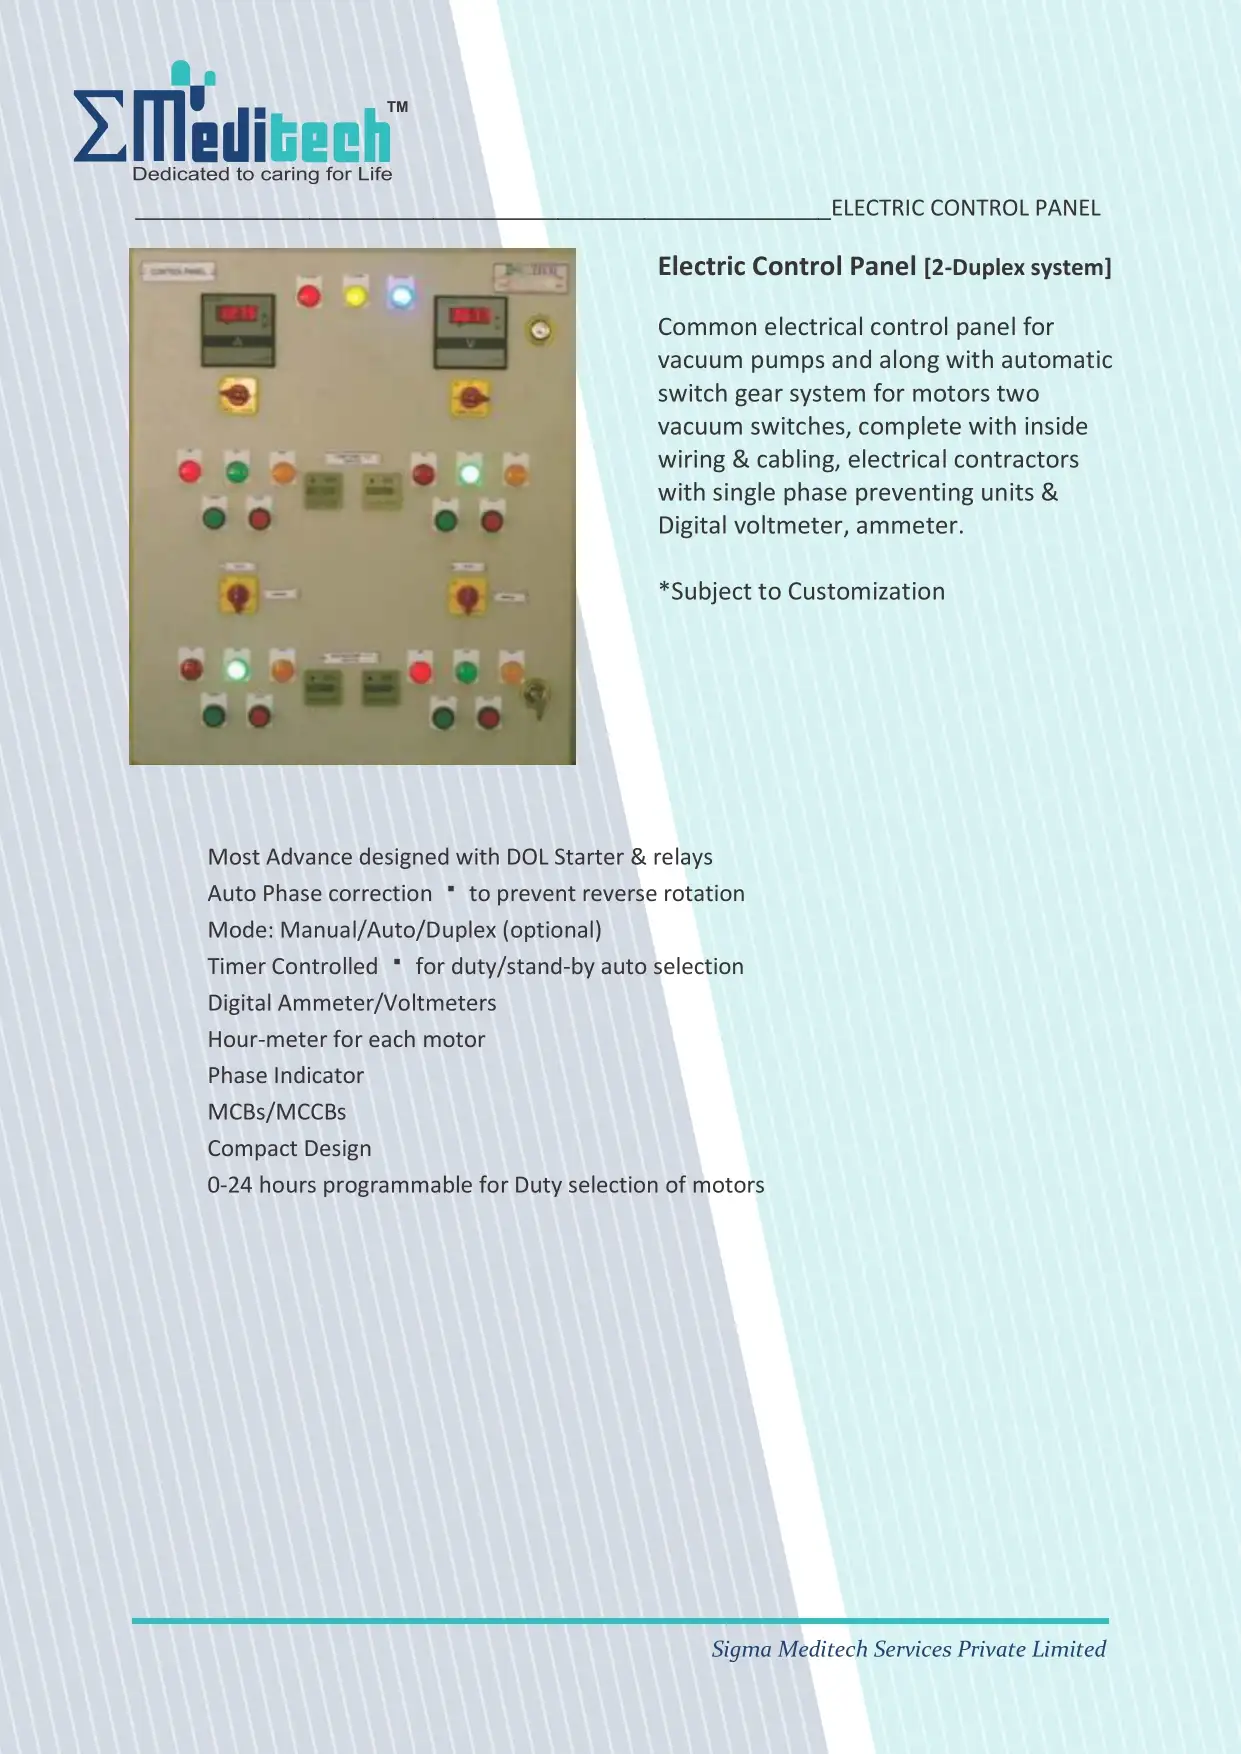 ΣMeditech™
Dedicated to caring for Life
ELECTRIC CONTROL PANEL
CONTROL PANEL
A
V
Electric Control Panel [2-Duplex system]
Common electrical control panel for
vacuum pumps and along with automatic
switch gear system for motors two
vacuum switches, complete with inside
wiring & cabling, electrical contractors
with single phase preventing units &
Digital voltmeter, ammeter.
*Subject to Customization
Most Advance designed with DOL Starter & relays
Auto Phase correction ▪ to prevent reverse rotation
Mode: Manual/Auto/Duplex (optional)
Timer Controlled ▪ for duty/stand-by auto selection
Digital Ammeter/Voltmeters
Hour-meter for each motor
Phase Indicator
MCBs/MCCBs
Compact Design
0-24 hours programmable for Duty selection of motors
Sigma Meditech Services Private Limited